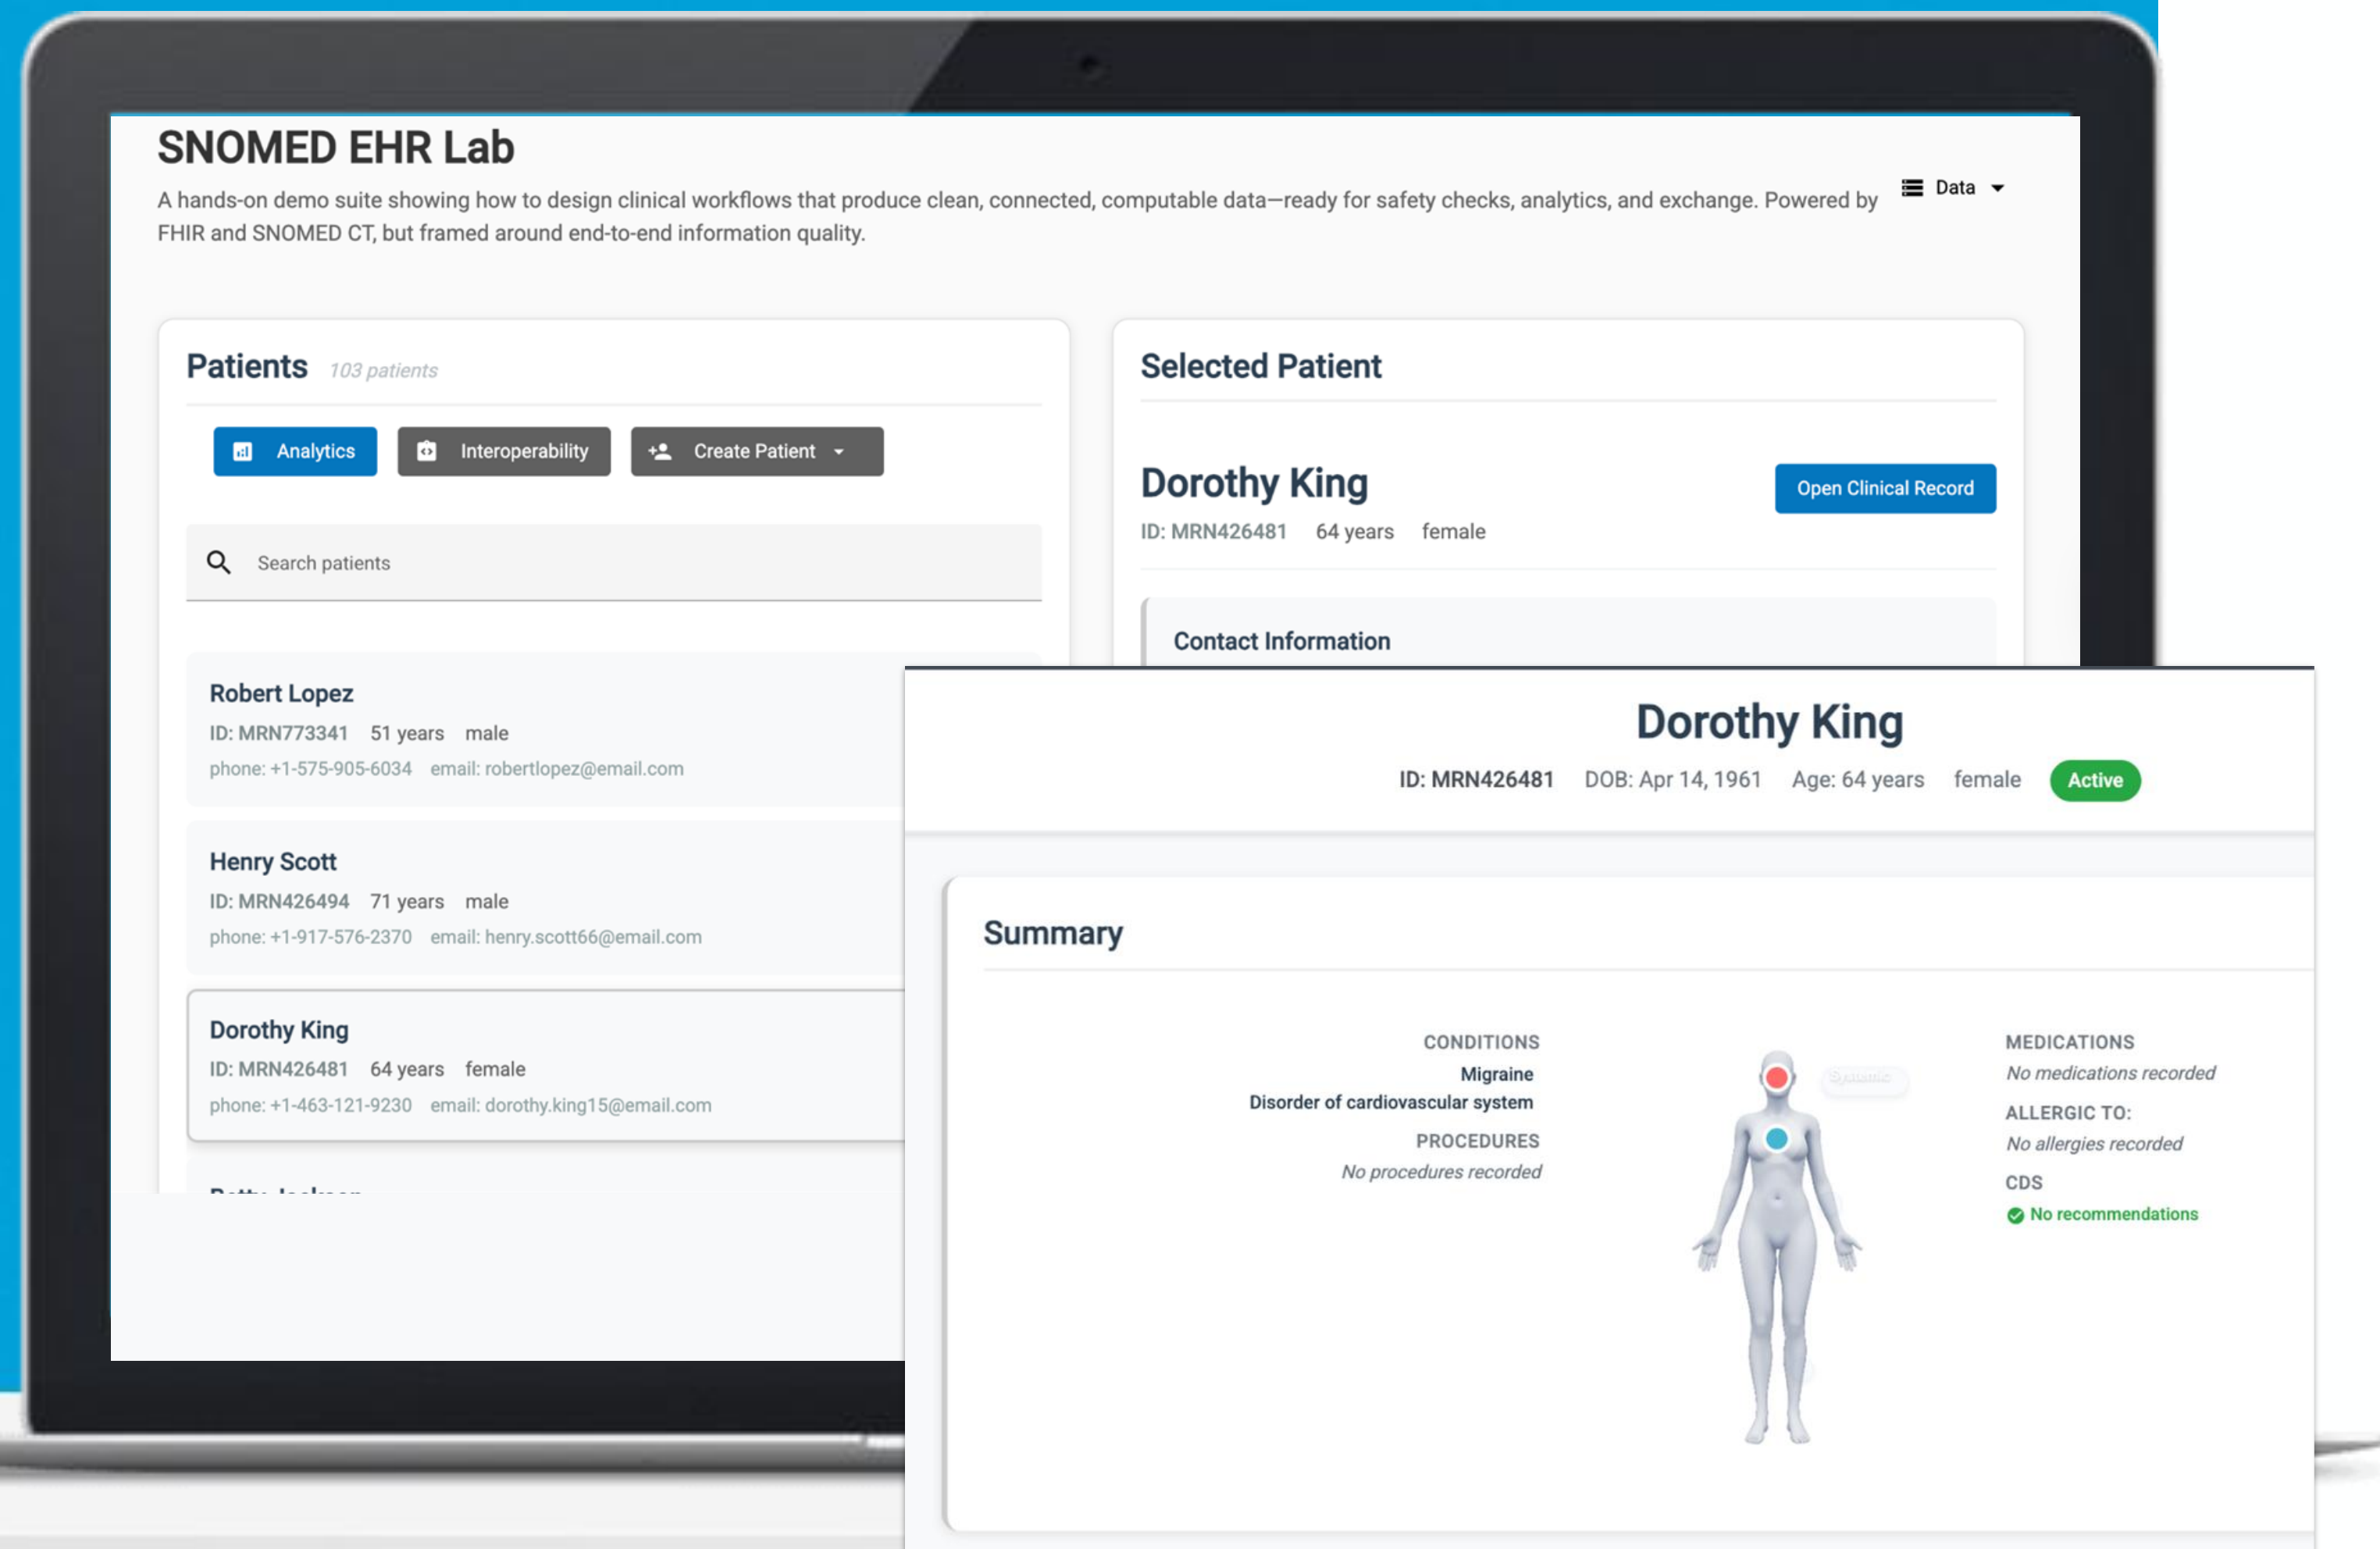 SNOMED EHR Lab
A hands-on demo suite showing how to design clinical workflows that produce clean, connected, computable data—ready for safety checks, analytics, and exchange. Powered by
FHIR and SNOMED CT, but framed around end-to-end information quality.
Data
Patients 103 patients
Analytics Interoperability Create Patient
Search patients
Robert Lopez
ID: MRN773341 51 years male
phone: +1-575-905-6034 email: robertlopez@email.com
Henry Scott
ID: MRN426494 71 years male
phone: +1-917-576-2370 email: henry.scott66@email.com
Dorothy King
ID: MRN426481 64 years female
phone: +1-463-121-9230 email: dorothy.king15@email.com
Selected Patient
Dorothy King
Open Clinical Record
ID: MRN426481 64 years female
Contact Information
Dorothy King
ID: MRN426481 DOB: Apr 14, 1961 Age: 64 years female Active
Summary
CONDITIONS
Migraine
Disorder of cardiovascular system
PROCEDURES
No procedures recorded
Systemic
MEDICATIONS
No medications recorded
ALLERGIC TO:
No allergies recorded
CDS
No recommendations